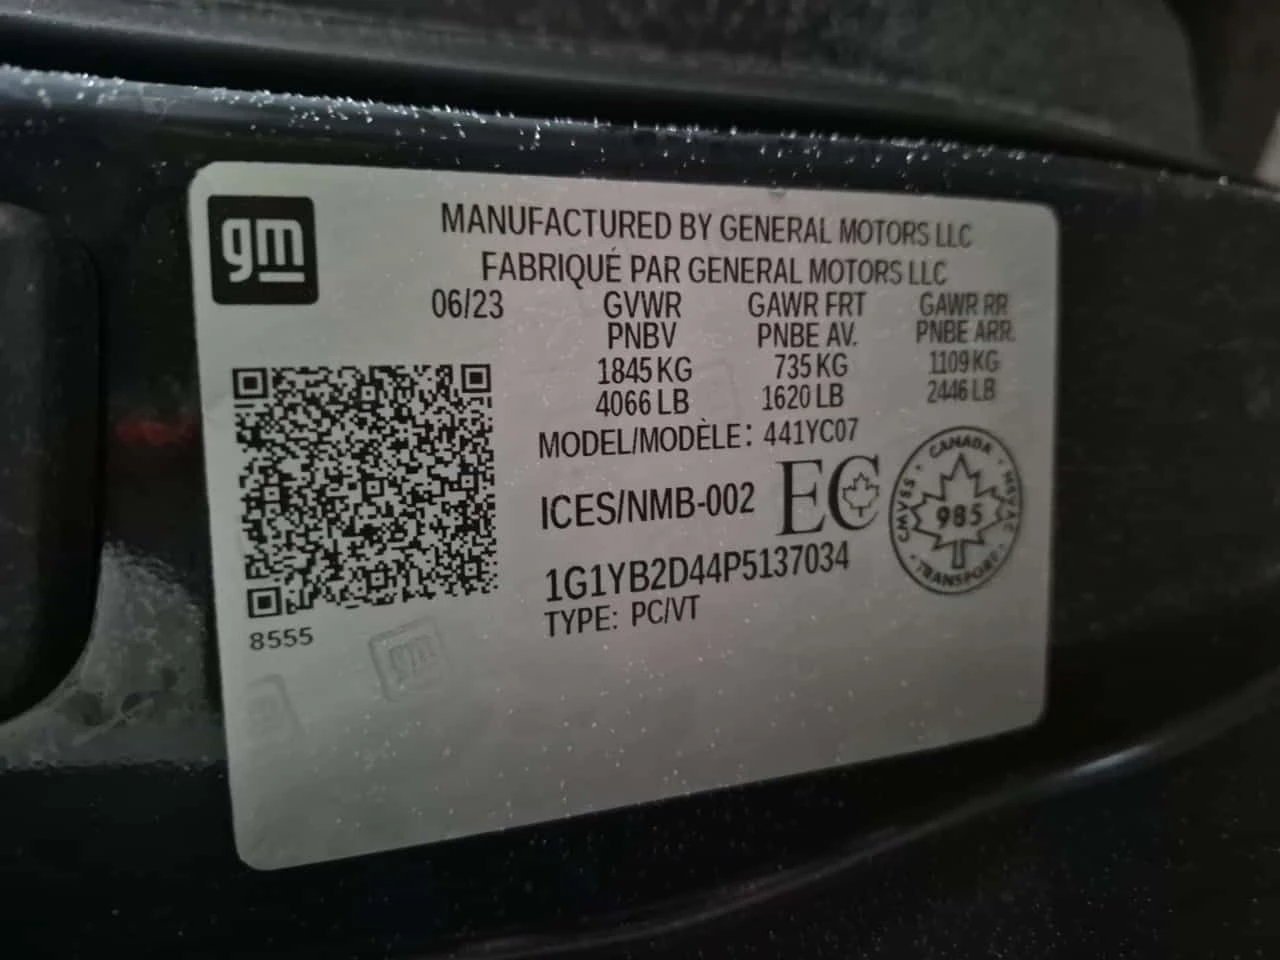 gm
MANUFACTURED BY GENERAL MOTORS LLC
FABRIQUÉ PAR GENERAL MOTORS LLC
06/23 GVWR GAWR FRT GAWR RR
PNBV PNBE AV. PNBE ARR.
1845 KG 735 KG 1109 KG
4066 LB 1620 LB 2446 LB
MODEL/MODÈLE: 441YC07
ICES/NMB-002 EC
CANADA
CMVSS 985 NSVAC
TRANSPORT
1G1YB2D44P5137034
TYPE: PC/VT
8555
gm